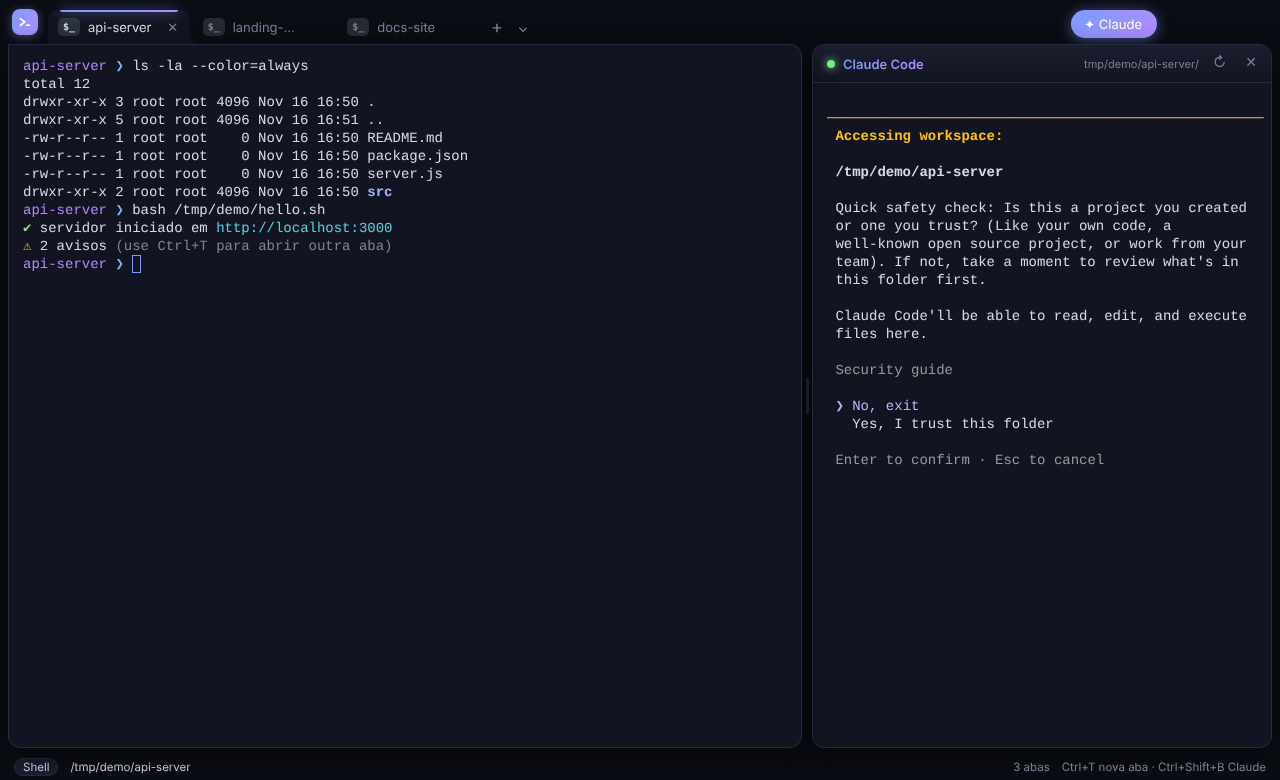 $_ api-server ✕ $_ landing-... $_ docs-site + 
✦ Claude
api-server ❯ ls -la --color=always
total 12
drwxr-xr-x 3 root root 4096 Nov 16 16:50 .
drwxr-xr-x 5 root root 4096 Nov 16 16:51 ..
-rw-r--r-- 1 root root    0 Nov 16 16:50 README.md
-rw-r--r-- 1 root root    0 Nov 16 16:50 package.json
-rw-r--r-- 1 root root    0 Nov 16 16:50 server.js
drwxr-xr-x 2 root root 4096 Nov 16 16:50 src
api-server ❯ bash /tmp/demo/hello.sh
✔ servidor iniciado em http://localhost:3000
⚠ 2 avisos (use Ctrl+T para abrir outra aba)
api-server ❯
Claude Code tmp/demo/api-server/ ✕
Accessing workspace:
/tmp/demo/api-server
Quick safety check: Is this a project you created
or one you trust? (Like your own code, a
well-known open source project, or work from your
team). If not, take a moment to review what's in
this folder first.
Claude Code'll be able to read, edit, and execute
files here.
Security guide
❯ No, exit
Yes, I trust this folder
Enter to confirm · Esc to cancel
Shell /tmp/demo/api-server
3 abas Ctrl+T nova aba · Ctrl+Shift+B Claude